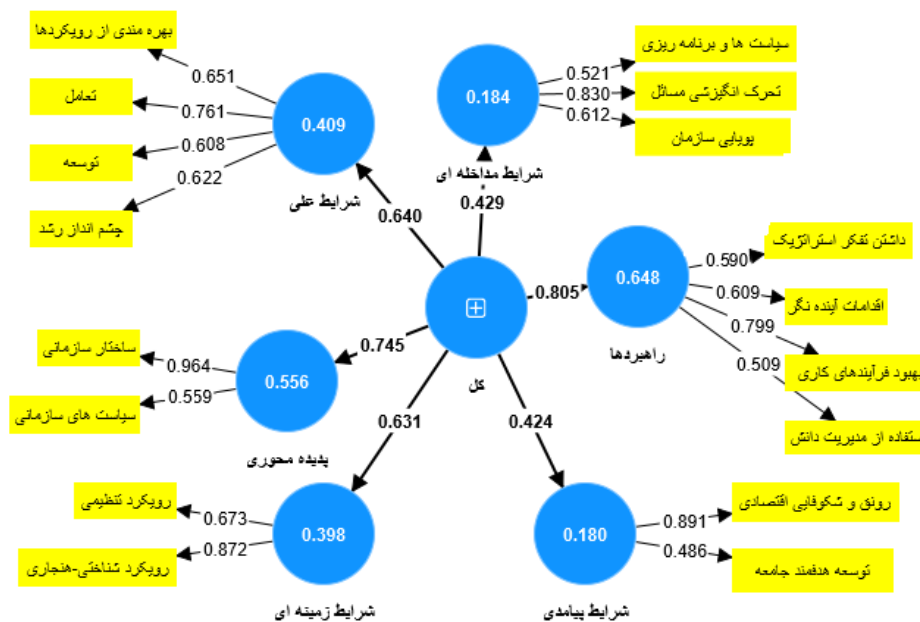 بهره مندی از رویکردها
0.651
تعامل
0.761
توسعه
0.608
چشم انداز رشد
0.622
0.409
شرایط علی
0.640
0.184
شرایط مداخله ای
0.429
سیاست ها و برنامه ریزی
0.521
تحرک انگیزشی مسائل
0.830
پویایی سازمان
0.612
داشتن تفکر استراتژیک
0.590
اقدامات آینده نگر
0.609
بهبود فرآیندهای کاری
0.799
ستفاده از مدیریت دانش
0.509
0.648
راهبردها
0.805
کل
ساختار سازمانی
0.964
سیاست های سازمانی
0.559
0.556
پدیده محوری
0.745
رویکرد تنظیمی
0.673
رویکرد شناختی-هنجاری
0.872
0.398
شرایط زمینه ای
0.631
0.424
0.180
شرایط پیامدی
رونق و شکوفایی اقتصادی
0.891
توسعه هدفمند جامعه
0.486